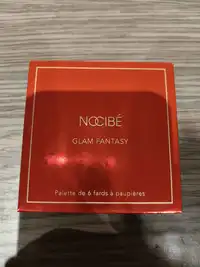 NOCIBÉ
GLAM FANTASY
Palette de 6 fards à paupières